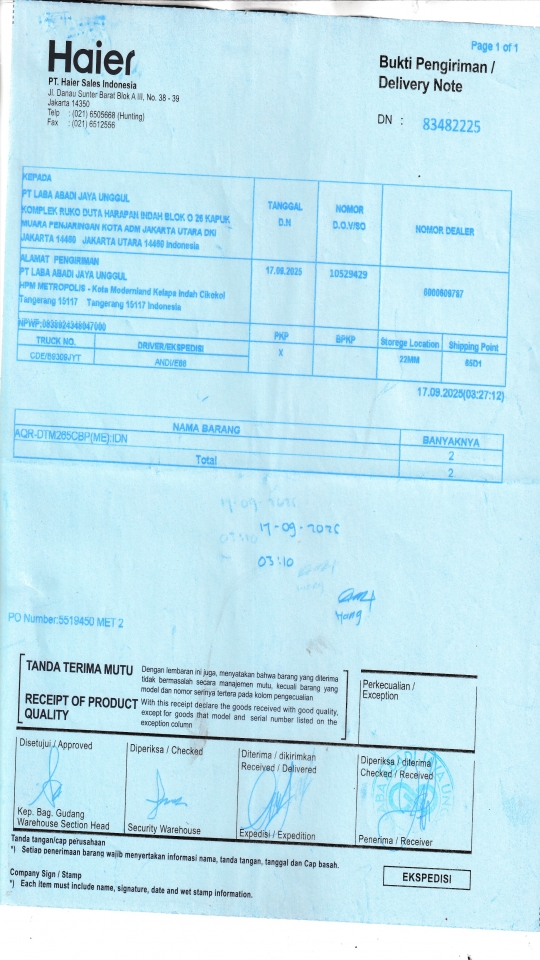 Page 1 of 1
Haier
PT. Haier Sales Indonesia
Jl. Danau Sunter Barat Blok A III, No. 38 - 39
Jakarta 14350
Telp : (021) 6505668 (Hunting)
Fax : (021) 6512556
Bukti Pengiriman /
Delivery Note
DN : 83482225
KEPADA
PT LABA ABADI JAYA UNGGUL
KOMPLEK RUKO DUTA HARAPAN INDAH BLOK O 26 KAPUK
MUARA PENJARINGAN KOTA ADM JAKARTA UTARA DKI
JAKARTA 14460 JAKARTA UTARA 14460 Indonesia
TANGGAL
D.N
NOMOR
D.O.V/SO
NOMOR DEALER
ALAMAT PENGIRIMAN
PT LABA ABADI JAYA UNGGUL
HPM METROPOLIS - Kota Modernland Kelapa Indah Cikokol
Tangerang 15117 Tangerang 15117 Indonesia
17.09.2025
10529429
TRUCK NO.
DRIVER/EKSPEDISI
PKP
BPKP
Storege Location
Shipping Point
X
22MM
85D1
17.09.2025(03:27:12)
NAMA BARANG
BANYAKNYA
AQR-DTM265CBP(ME):IDN
2
Total
2
17-09-2025
03:10
PO Number:5519450 MET 2
TANDA TERIMA MUTU
Dengan lembaran ini juga, menyatakan bahwa barang yang diterima
tidak bermasalah secara manajemen mutu, kecuali barang yang
model dan nomor serinya tertera pada kolom pengecualian
RECEIPT OF PRODUCT
QUALITY
With this receipt declare the goods received with good quality,
except for goods that model and serial number listed on the
exception column
Perkecualian /
Exception
Disetujui / Approved
Diperiksa / Checked
Diterima / dikirimkan
Received / Delivered
Diperiksa / diterima
Checked / Received
Kep. Bag. Gudang
Warehouse Section Head
Security Warehouse
Expedisi / Expedition
Penerima / Receiver
Tanda tangan/cap perusahaan
*) Setiap penerimaan barang wajib menyertakan informasi nama, tanda tangan, tanggal dan Cap basah.
Company Sign / Stamp
*) Each item must include name, signature, date and wet stamp information.
EKSPEDISI